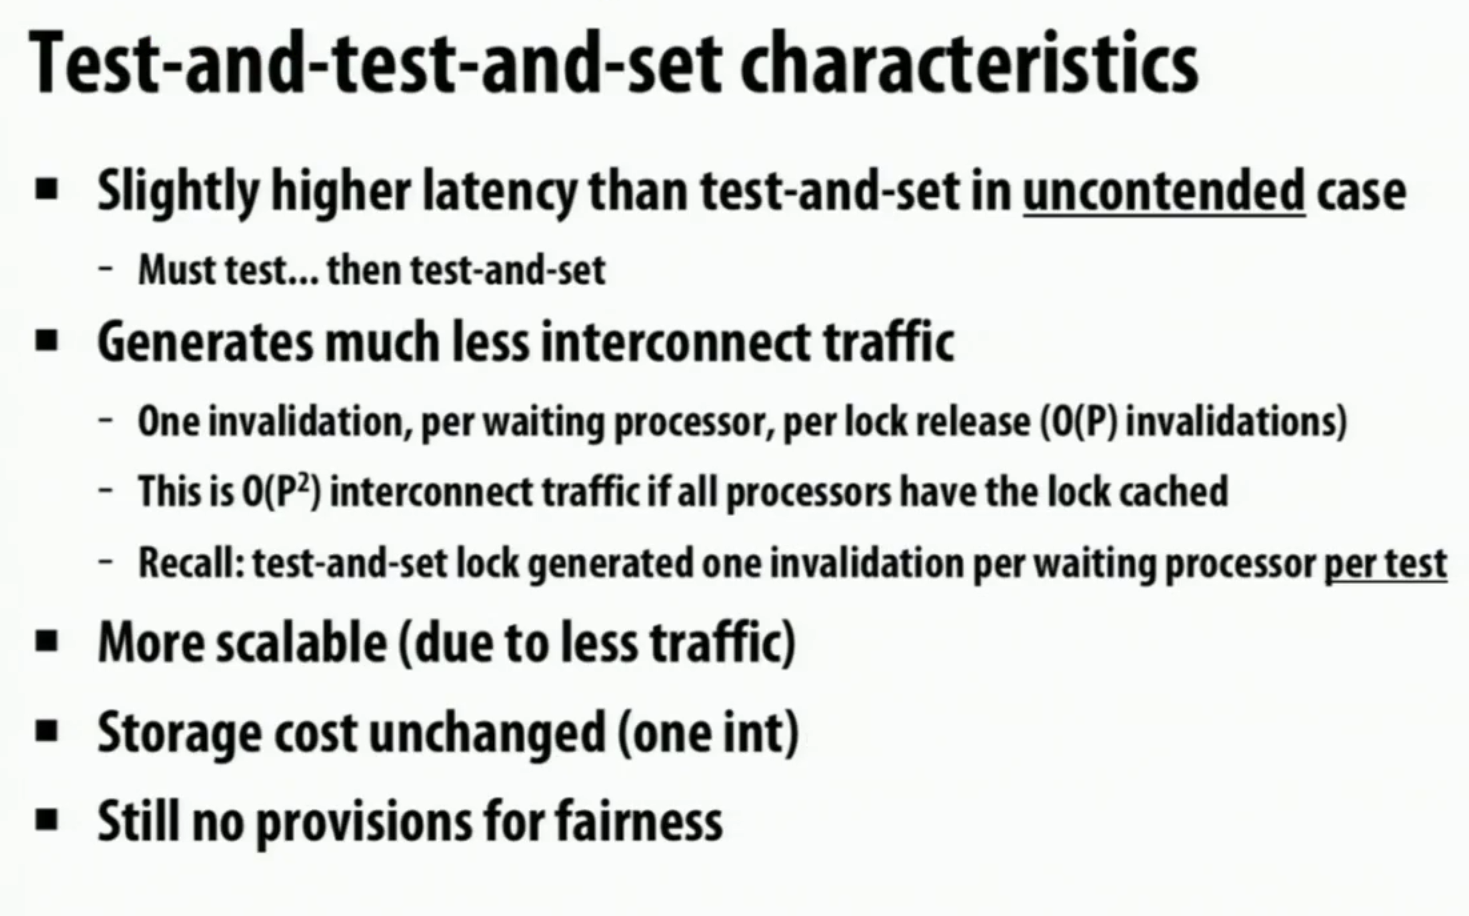 Test-and-test-and-set characteristics
■ Slightly higher latency than test-and-set in uncontended case
– Must test... then test-and-set
■ Generates much less interconnect traffic
– One invalidation, per waiting processor, per lock release (O(P) invalidations)
– This is O(P²) interconnect traffic if all processors have the lock cached
– Recall: test-and-set lock generated one invalidation per waiting processor per test
■ More scalable (due to less traffic)
■ Storage cost unchanged (one int)
■ Still no provisions for fairness